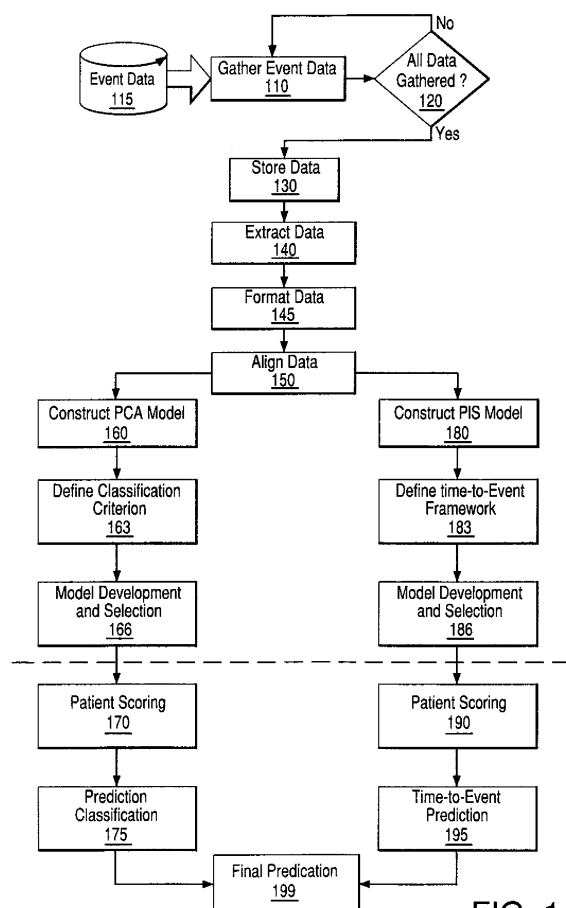 No
Event Data
115
Gather Event Data
110
All Data
Gathered ?
120
Yes
Store Data
130
Extract Data
140
Format Data
145
Align Data
150
Construct PCA Model
160
Construct PIS Model
180
Define Classification
Criterion
163
Define time-to-Event
Framework
183
Model Development
and Selection
166
Model Development
and Selection
186
Patient Scoring
170
Patient Scoring
190
Prediction
Classification
175
Time-to-Event
Prediction
195
Final Predication
199
FIG. 1